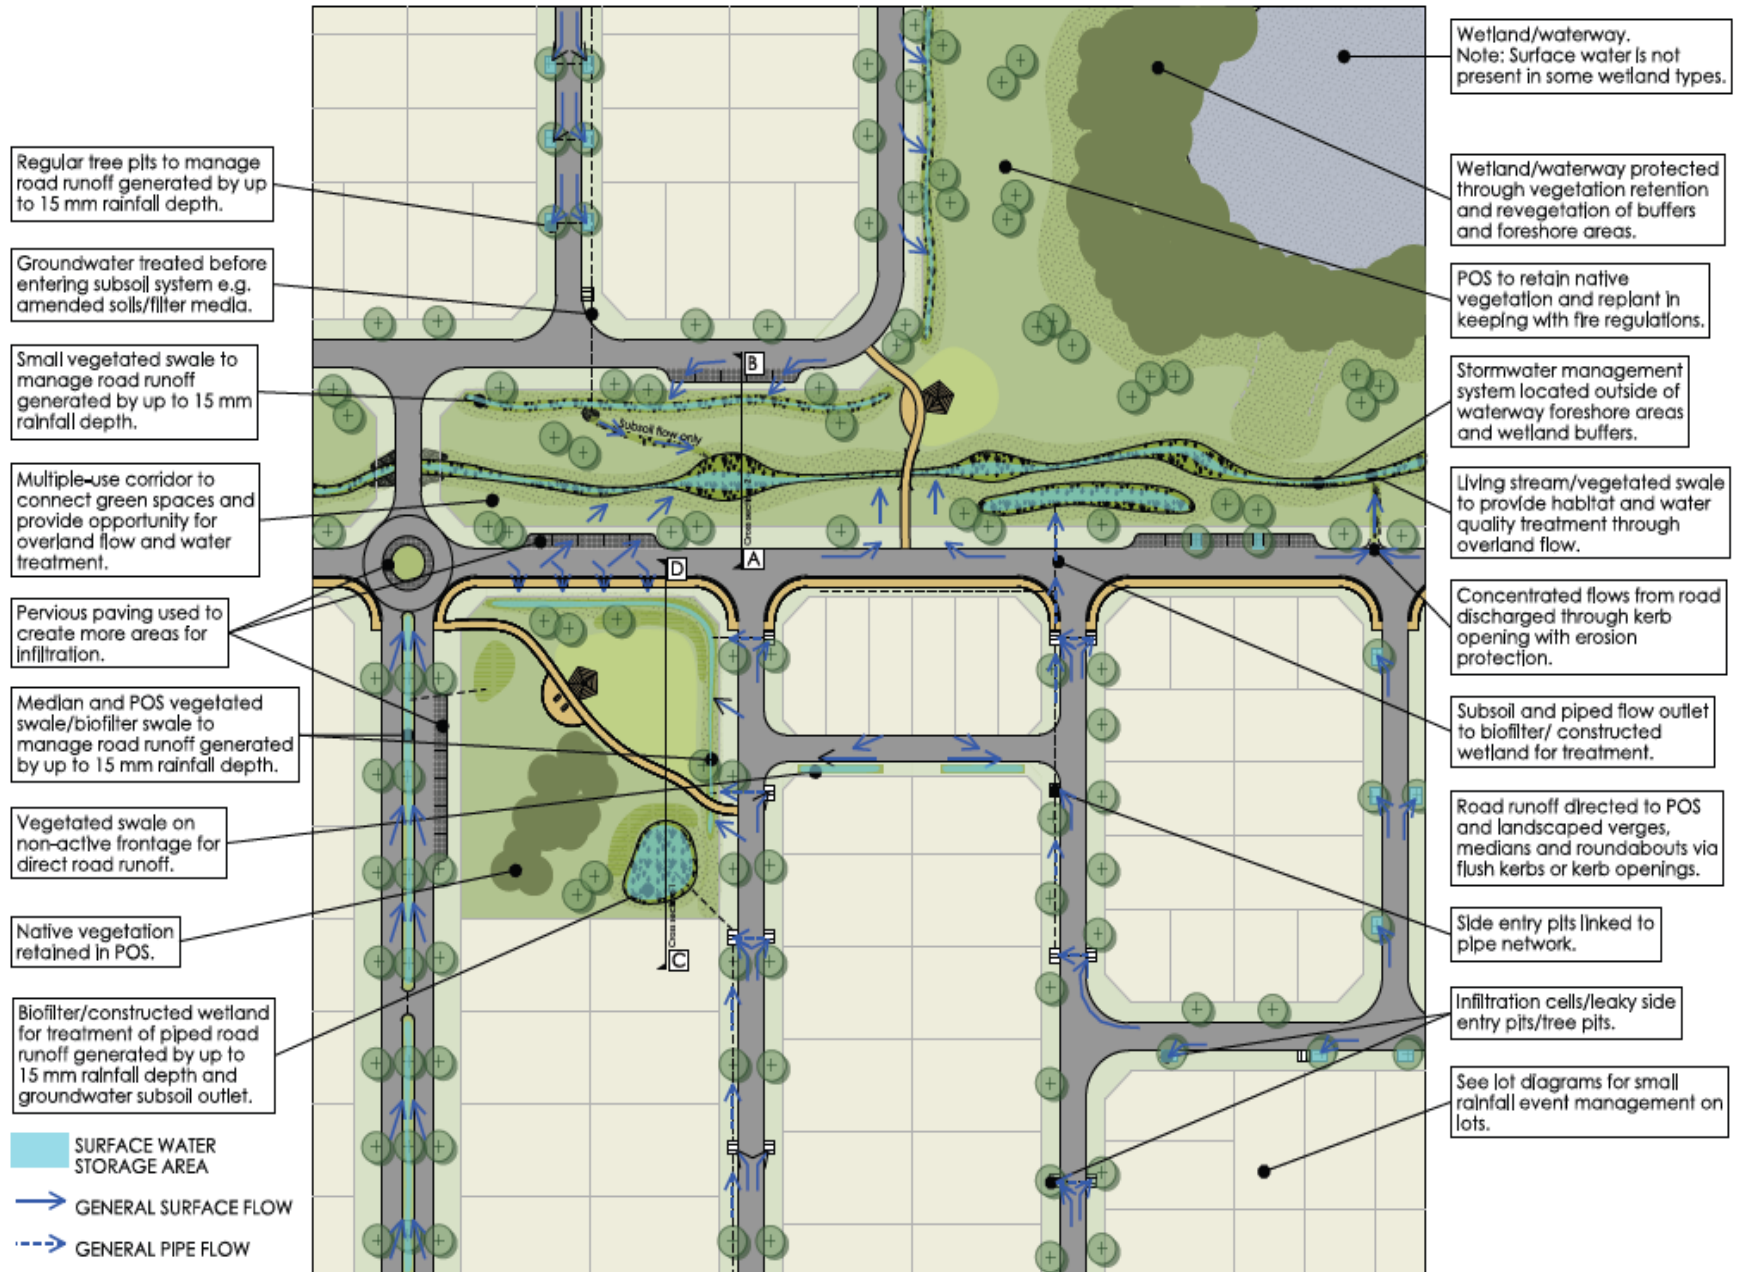 Regular tree pits to manage
road runoff generated by up
to 15 mm rainfall depth.
Groundwater treated before
entering subsoil system e.g.
amended soils/filter media.
Small vegetated swale to
manage road runoff
generated by up to 15 mm
rainfall depth.
Multiple-use corridor to
connect green spaces and
provide opportunity for
overland flow and water
treatment.
Pervious paving used to
create more areas for
infiltration.
Median and POS vegetated
swale/biofilter swale to
manage road runoff generated
by up to 15 mm rainfall depth.
Vegetated swale on
non-active frontage for
direct road runoff.
Native vegetation
retained in POS.
Biofilter/constructed wetland
for treatment of piped road
runoff generated by up to
15 mm rainfall depth and
groundwater subsoil outlet.
SURFACE WATER
STORAGE AREA
GENERAL SURFACE FLOW
GENERAL PIPE FLOW
B
Subsoil flow only
Cross section 2
A
D
Cross section
C
Wetland/waterway.
Note: Surface water is not
present in some wetland types.
Wetland/waterway protected
through vegetation retention
and revegetation of buffers
and foreshore areas.
POS to retain native
vegetation and replant in
keeping with fire regulations.
Stormwater management
system located outside of
waterway foreshore areas
and wetland buffers.
Living stream/vegetated swale
to provide habitat and water
quality treatment through
overland flow.
Concentrated flows from road
discharged through kerb
opening with erosion
protection.
Subsoil and piped flow outlet
to biofilter/ constructed
wetland for treatment.
Road runoff directed to POS
and landscaped verges,
medians and roundabouts via
flush kerbs or kerb openings.
Side entry pits linked to
pipe network.
Infiltration cells/leaky side
entry pits/tree pits.
See lot diagrams for small
rainfall event management on
lots.